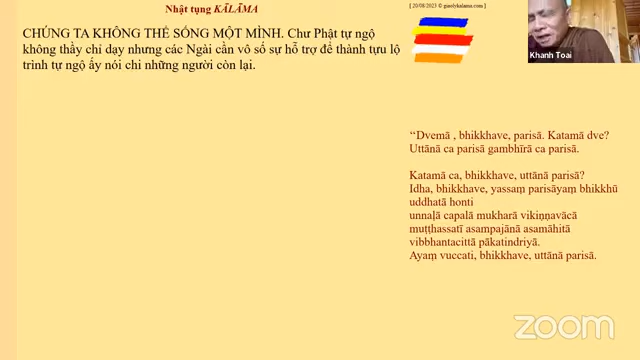 Nhật tụng KĀLĀMA
CHÚNG TA KHÔNG THỂ SỐNG MỘT MÌNH. Chư Phật tự ngộ
không thầy chỉ dạy nhưng các Ngài cần vô số sự hỗ trợ để thành tựu lộ
trình tự ngộ ấy nói chi những người còn lại.
[ 20/08/2023 © giaolykalama.com ]
Khanh Toai
“Dvemā , bhikkhave, parisā. Katamā dve?
Uttānā ca parisā gambhīrā ca parisā.
Katamā ca, bhikkhave, uttānā parisā?
Idha, bhikkhave, yassaṃ parisāyaṃ bhikkhū
uddhatā honti
unnaḷā capalā mukharā vikiṇṇavācā
muṭṭhassatī asampajānā asamāhitā
vibbhantacittā pākatindriyā.
Ayaṃ vuccati, bhikkhave, uttānā parisā.
zoom